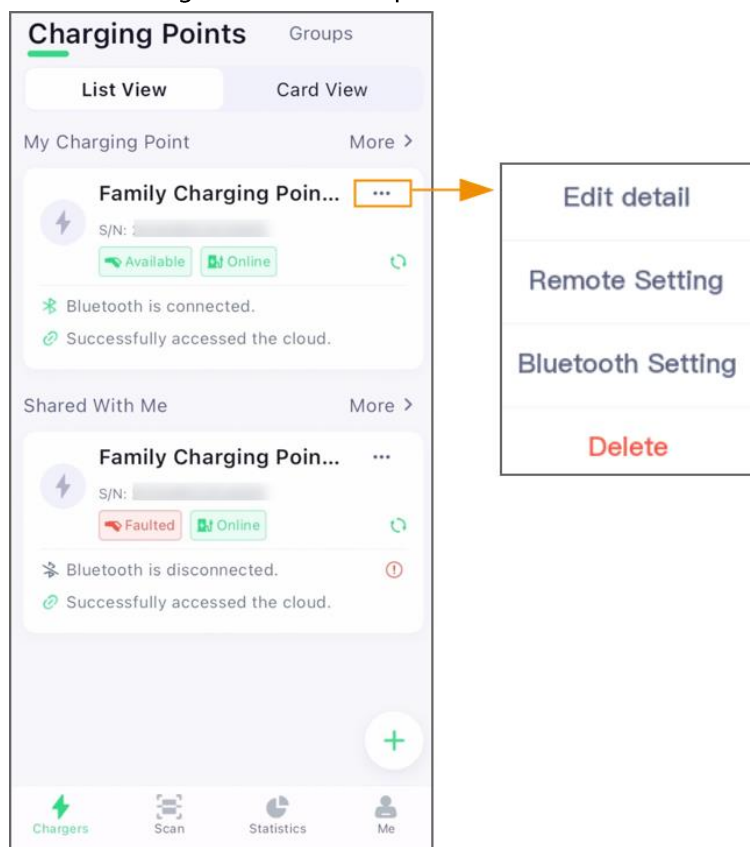 Charging Points Groups
List View Card View
My Charging Point More >
Family Charging Poin... ...
S/N:
Available Online
Bluetooth is connected.
Successfully accessed the cloud.
Shared With Me More >
Family Charging Poin... ...
S/N:
Faulted Online
Bluetooth is disconnected.
Successfully accessed the cloud.
Chargers Scan Statistics Me
Edit detail
Remote Setting
Bluetooth Setting
Delete